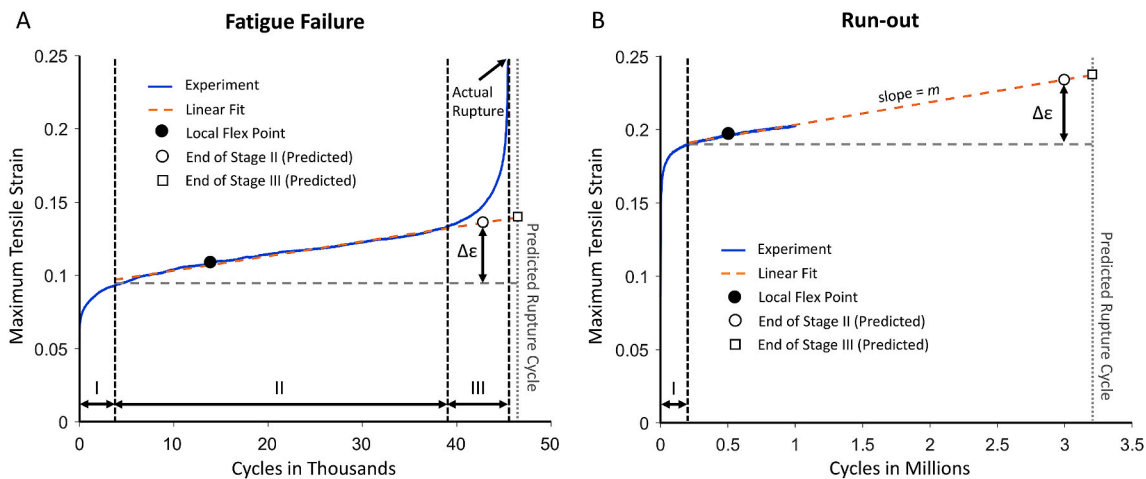 A
Fatigue Failure
Maximum Tensile Strain
0.25
0.2
0.15
0.1
0.05
0
Experiment
Linear Fit
Local Flex Point
End of Stage II (Predicted)
End of Stage III (Predicted)
Actual
Rupture
Δε
Predicted Rupture Cycle
I
II
III
0
10
20
30
40
50
Cycles in Thousands
B
Run-out
Maximum Tensile Strain
0.25
0.2
0.15
0.1
0.05
0
slope = m
Δε
Predicted Rupture Cycle
Experiment
Linear Fit
Local Flex Point
End of Stage II (Predicted)
End of Stage III (Predicted)
I
0
0.5
1
1.5
2
2.5
3
3.5
Cycles in Millions